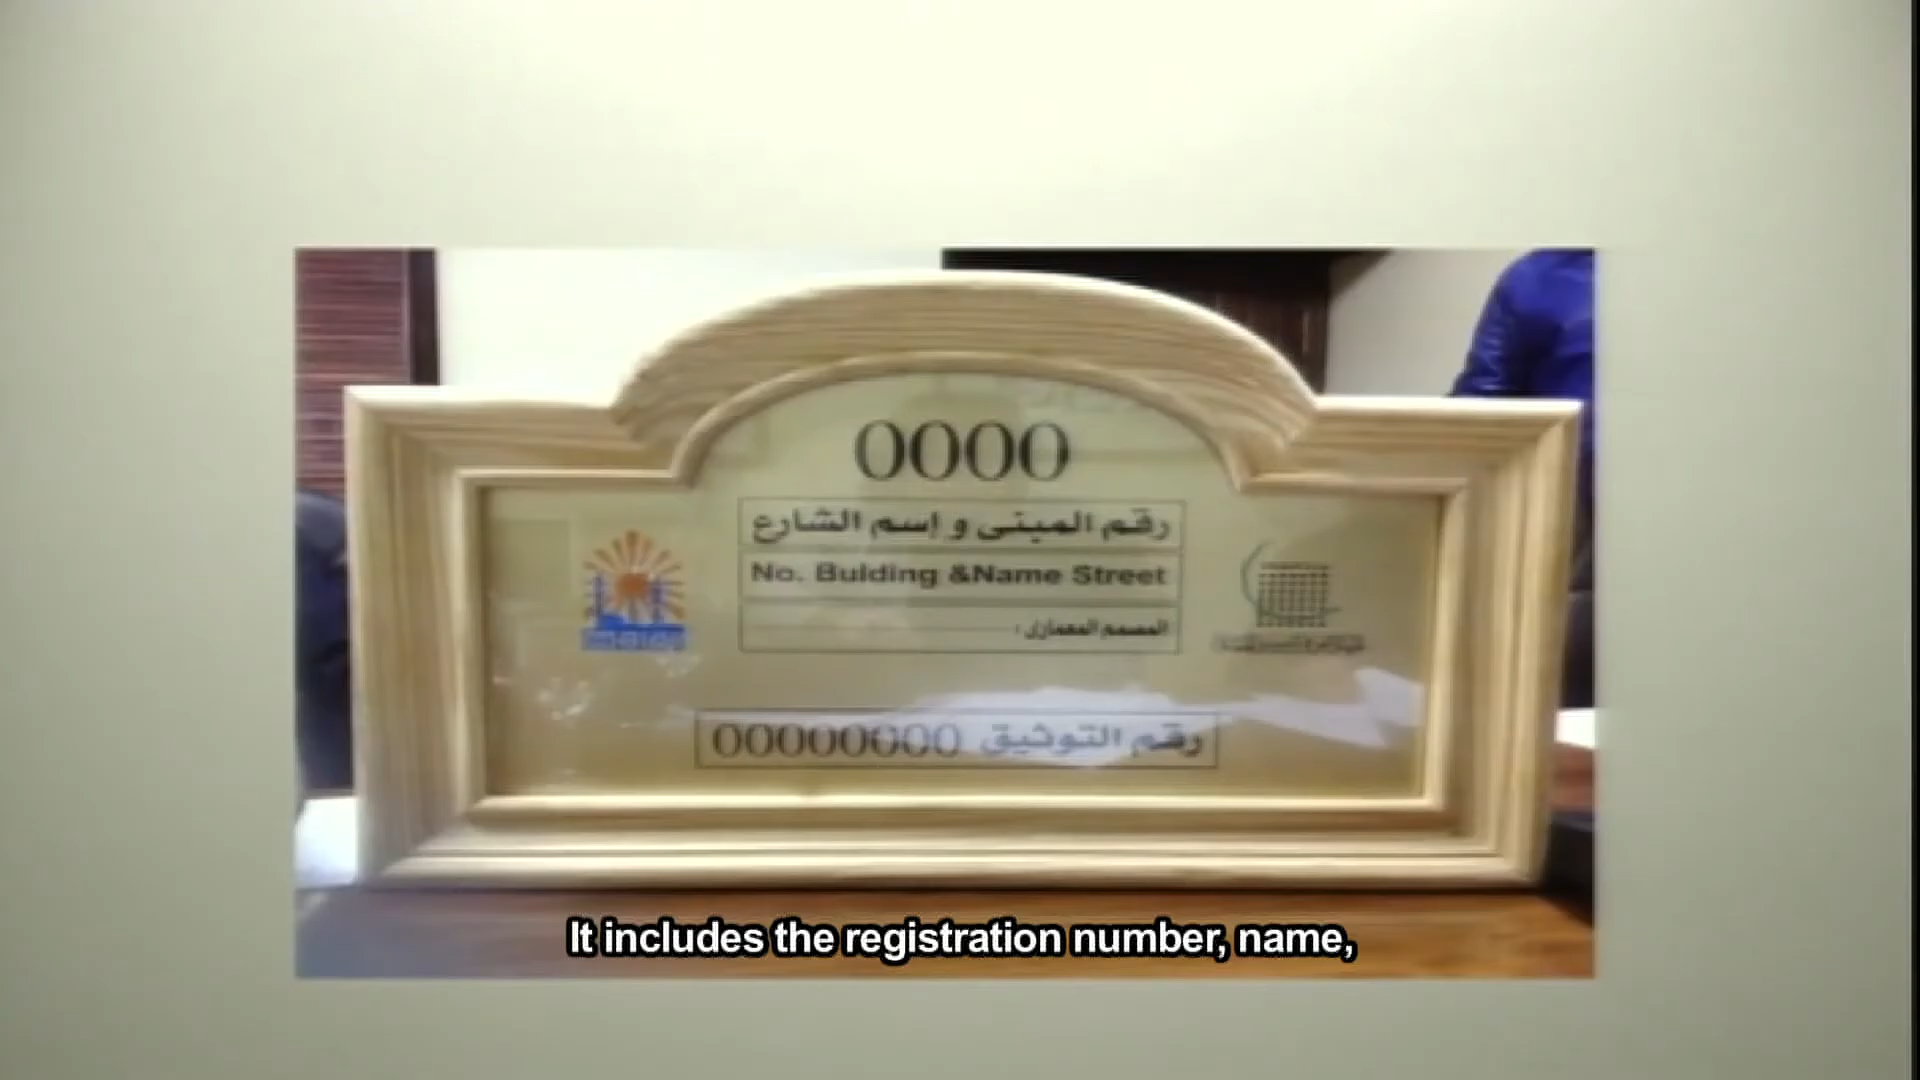 0000
رقم المبنى و إسم الشارع
No. Bulding &Name Street
المصمم المعمارى :
رقم التوثيق 00000000
It includes the registration number, name,